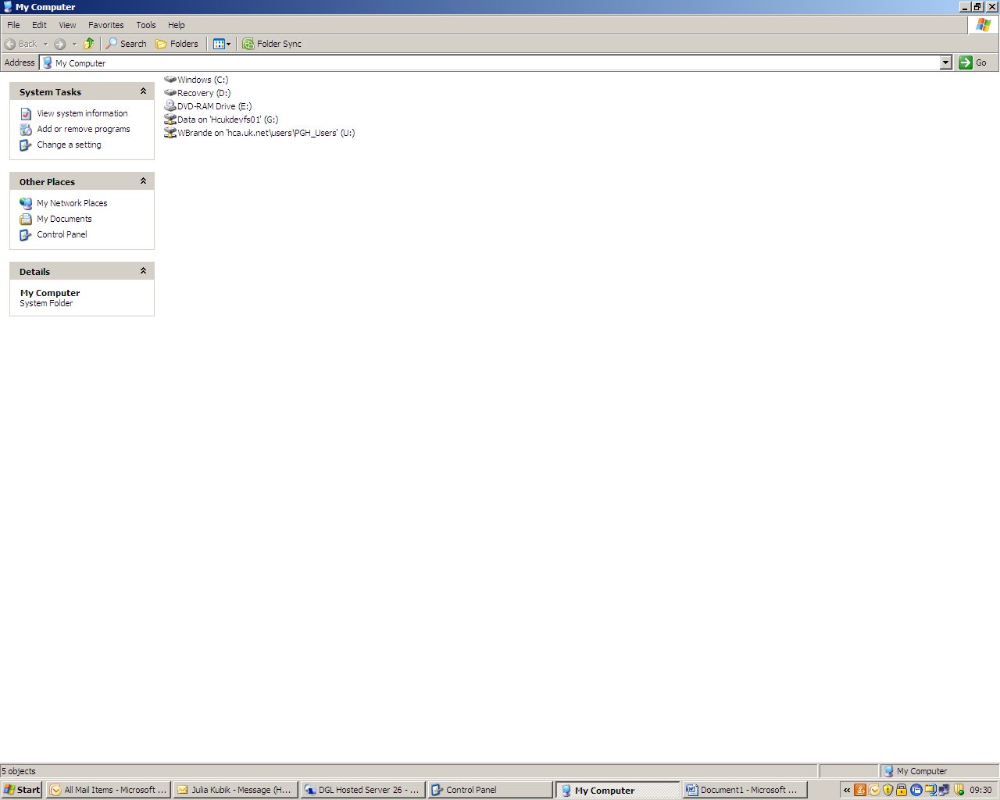 My Computer
File Edit View Favorites Tools Help
Back Search Folders Folder Sync
Address My Computer Go
System Tasks
View system information
Add or remove programs
Change a setting
Other Places
My Network Places
My Documents
Control Panel
Details
My Computer
System Folder
Windows (C:)
Recovery (D:)
DVD-RAM Drive (E:)
Data on 'Hcukdevfs01' (G:)
WBrande on 'hca.uk.net\users\PGH_Users' (U:)
5 objects My Computer
Start All Mail Items - Microsoft ... Julia Kubik - Message (H... DGL Hosted Server 26 - ... Control Panel My Computer Document1 - Microsoft ... 09:30